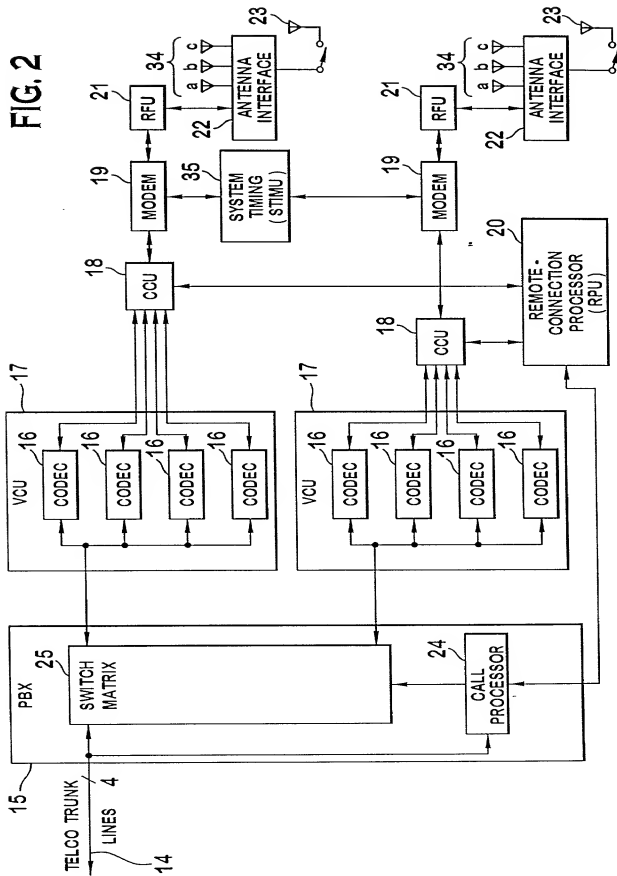 FIG. 2
15
PBX
TELCO TRUNK
4
LINES
14
25
SWITCH
MATRIX
24
CALL
PROCESSOR
17
VCU
16
CODEC
16
CODEC
16
CODEC
16
CODEC
17
VCU
16
CODEC
16
CODEC
16
CODEC
16
CODEC
18
CCU
18
CCU
19
MODEM
35
SYSTEM
TIMING
(STIMU)
19
MODEM
20
REMOTE-
CONNECTION
PROCESSOR
(RPU)
21
RFU
34
a b c
22
ANTENNA
INTERFACE
23
21
RFU
34
a b c
22
ANTENNA
INTERFACE
23